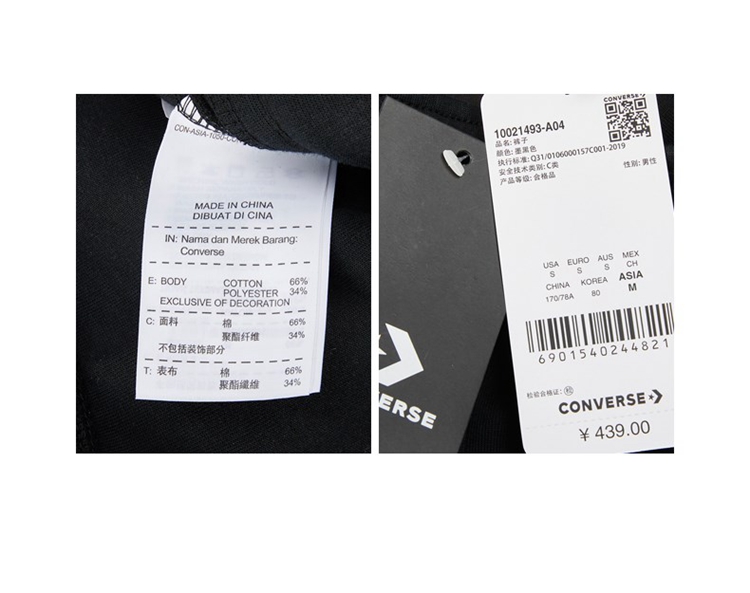 MADE IN CHINA
DIBUAT DI CINA
IN: Nama dan Merek Barang:
Converse
E: BODY COTTON 66%
POLYESTER 34%
EXCLUSIVE OF DECORATION
C: 面料 棉 66%
聚酯纤维 34%
不包括装饰部分
T: 表布 棉 66%
聚酯纖維 34%
ERSE
CONVERSE
10021493-A04
品名: 裤子
颜色: 墨黑色
执行标准: Q31/0106000157C001-2019
安全技术类别: C类
产品等级: 合格品 性别: 男性
USA EURO AUS MEX
S S S CH
CHINA KOREA ASIA
170/78A 80 M
6901540244821
检验合格证: 检
CONVERSE
¥ 439.00